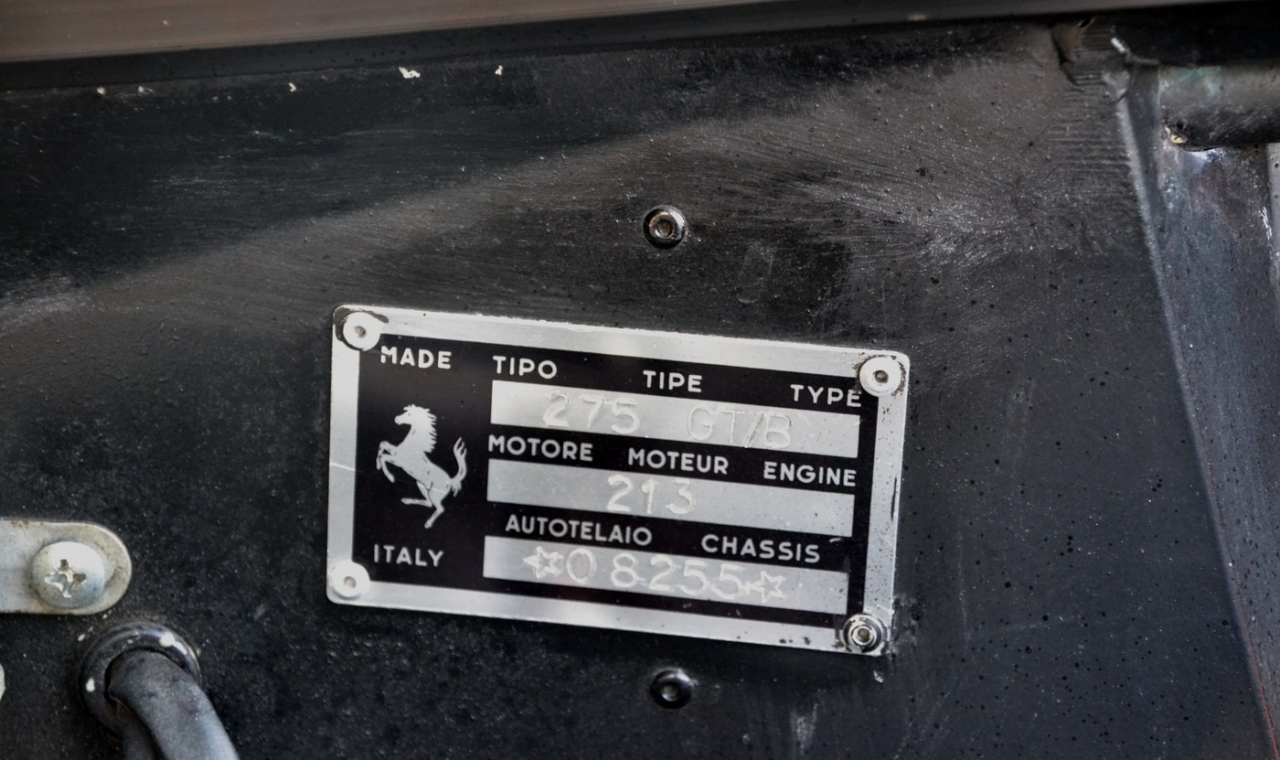 MADE TIPO TIPE TYPE
275 GT/B
MOTORE MOTEUR ENGINE
213
AUTOTELAIO CHASSIS
ITALY ☆08255☆